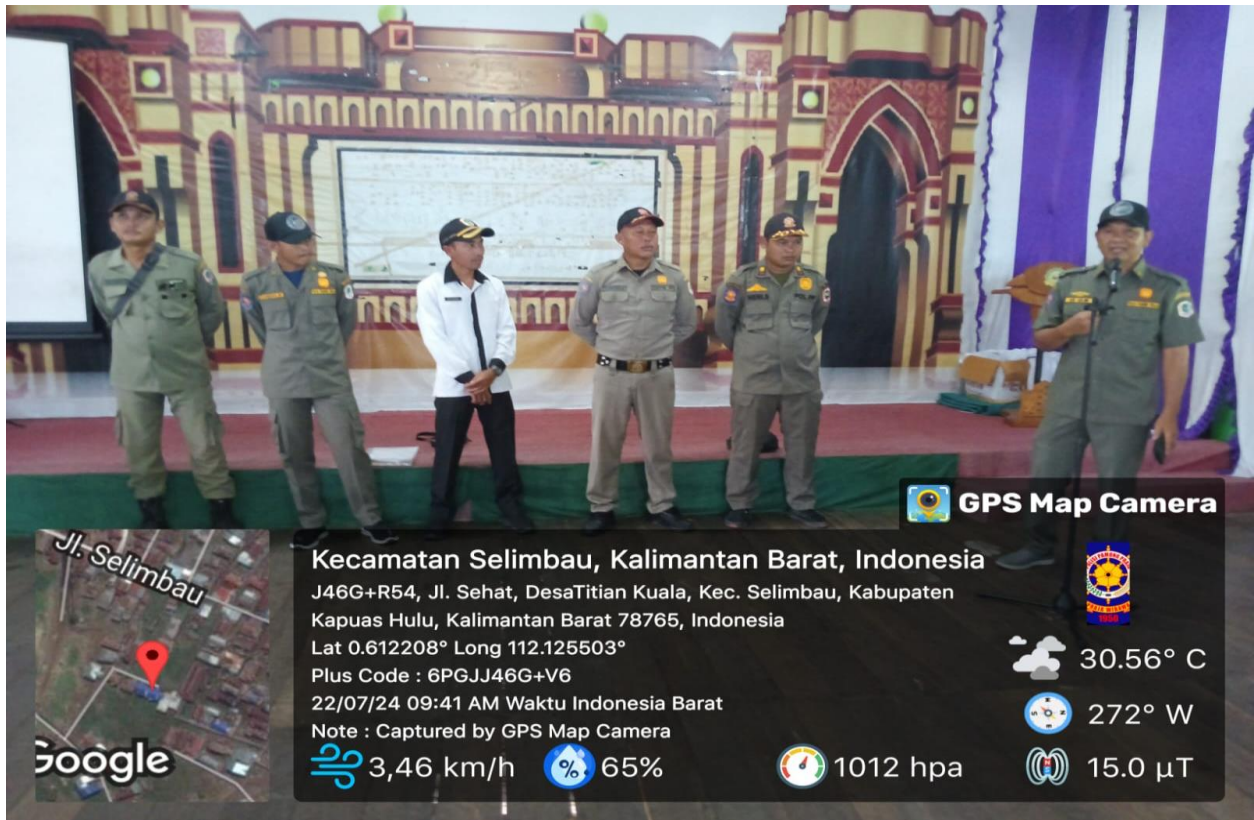 GPS Map Camera
Jl. Selimbau
Google
Kecamatan Selimbau, Kalimantan Barat, Indonesia
J46G+R54, Jl. Sehat, DesaTitian Kuala, Kec. Selimbau, Kabupaten
Kapuas Hulu, Kalimantan Barat 78765, Indonesia
Lat 0.612208° Long 112.125503°
Plus Code : 6PGJJ46G+V6
22/07/24 09:41 AM Waktu Indonesia Barat
Note : Captured by GPS Map Camera
3,46 km/h
65%
1012 hpa
1950
30.56° C
272° W
15.0 µT